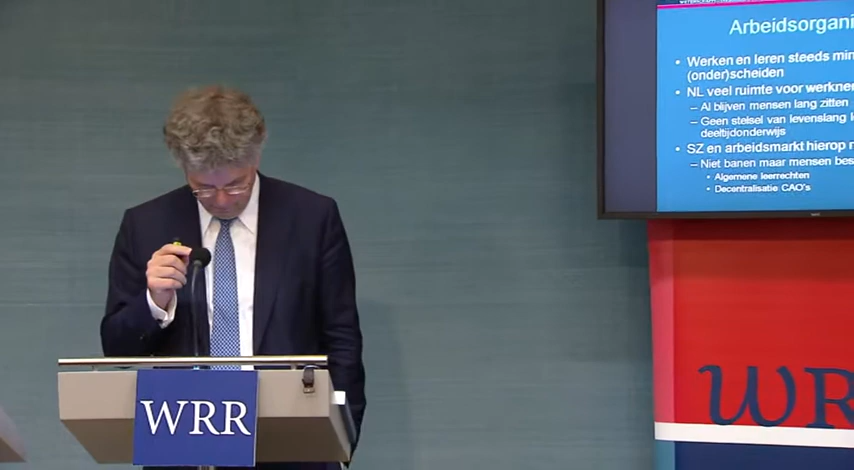 Arbeidsorgani
• Werken en leren steeds min
(onder)scheiden
• NL veel ruimte voor werkne
– Al blijven mensen lang zitten
– Geen stelsel van levenslang l
deeltijdonderwijs
• SZ en arbeidsmarkt hierop
– Niet banen maar mensen bes
• Algemene leerrechten
• Decentralisatie CAO's
WRR
WR